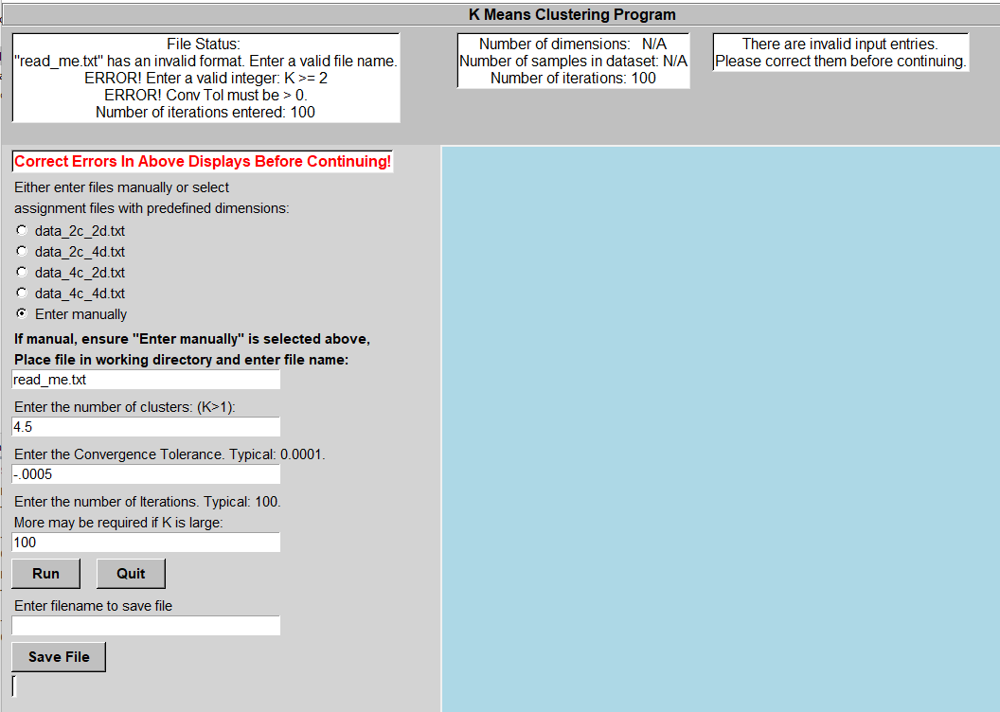 K Means Clustering Program
File Status:
"read_me.txt" has an invalid format. Enter a valid file name.
ERROR! Enter a valid integer: K >= 2
ERROR! Conv Tol must be > 0.
Number of iterations entered: 100
Number of dimensions: N/A
Number of samples in dataset: N/A
Number of iterations: 100
There are invalid input entries.
Please correct them before continuing.
Correct Errors In Above Displays Before Continuing!
Either enter files manually or select
assignment files with predefined dimensions:
data_2c_2d.txt
data_2c_4d.txt
data_4c_2d.txt
data_4c_4d.txt
Enter manually
If manual, ensure "Enter manually" is selected above,
Place file in working directory and enter file name:
read_me.txt
Enter the number of clusters: (K>1):
4.5
Enter the Convergence Tolerance. Typical: 0.0001.
-.0005
Enter the number of Iterations. Typical: 100.
More may be required if K is large:
100
Run Quit
Enter filename to save file
Save File